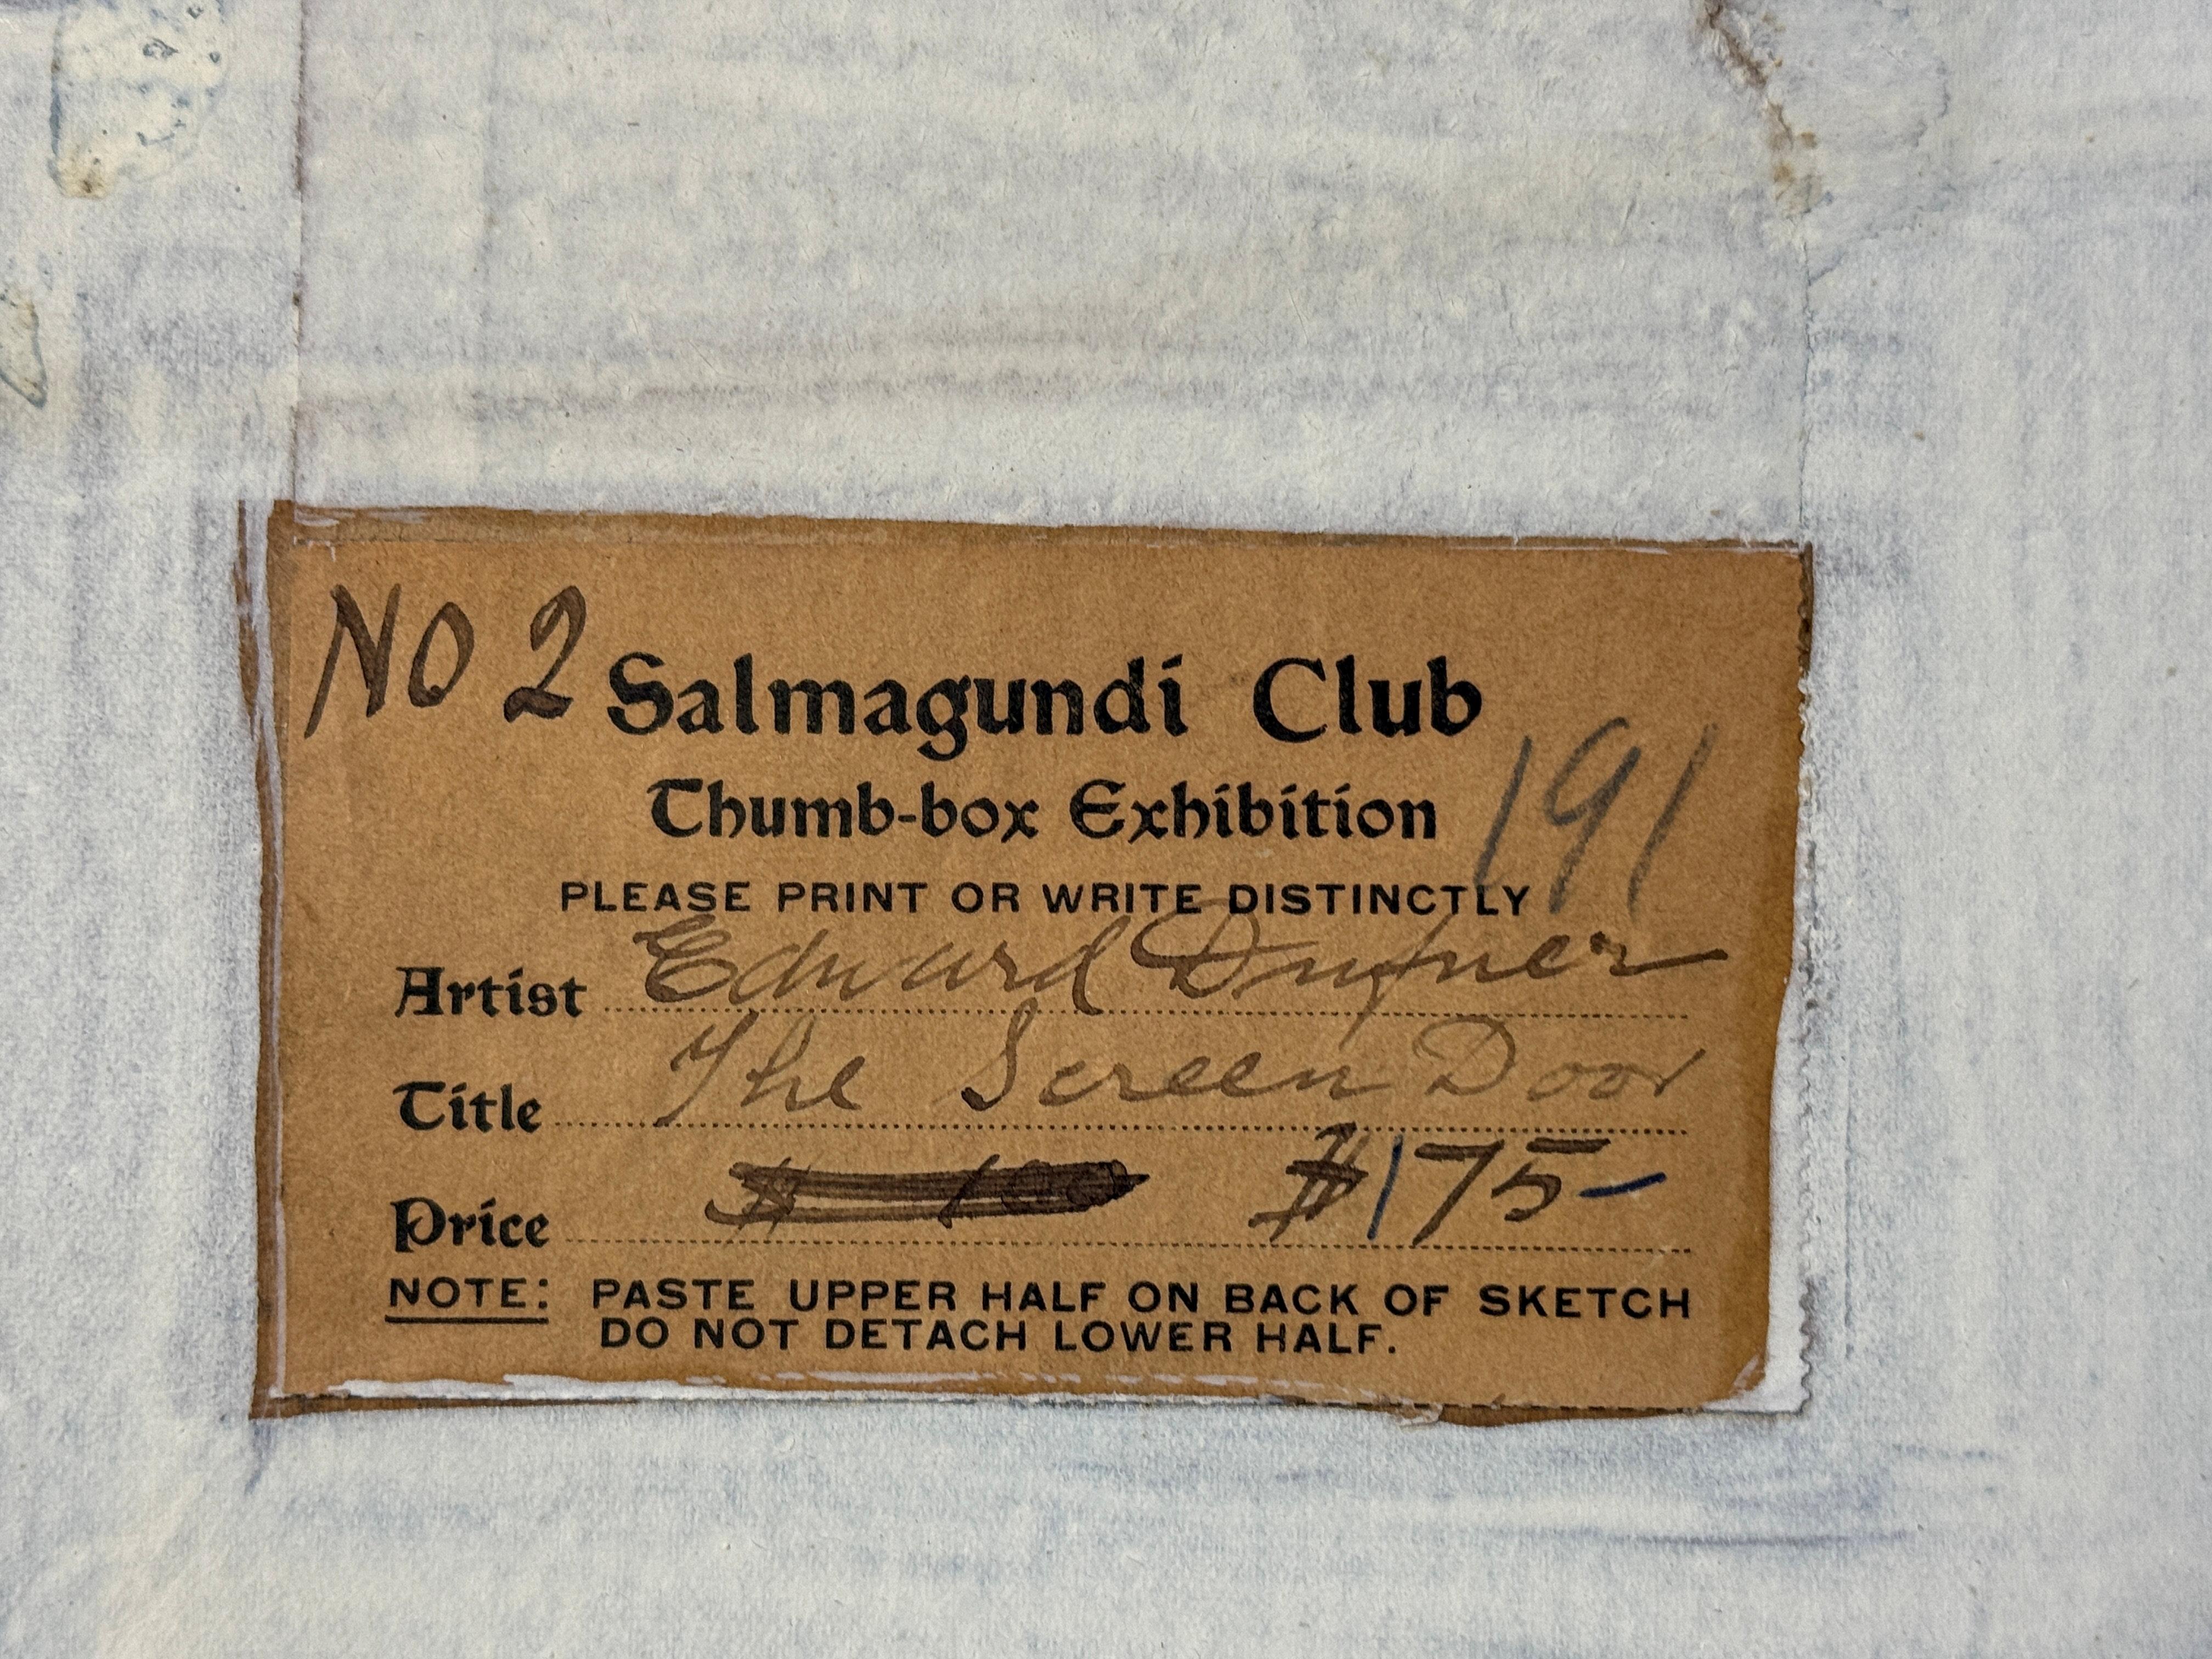 NO 2
Salmagundi Club
Thumb-box Exhibition
191
PLEASE PRINT OR WRITE DISTINCTLY
Artist Edward Dufner
Title The Screen Door
Price $175-
NOTE: PASTE UPPER HALF ON BACK OF SKETCH
DO NOT DETACH LOWER HALF.